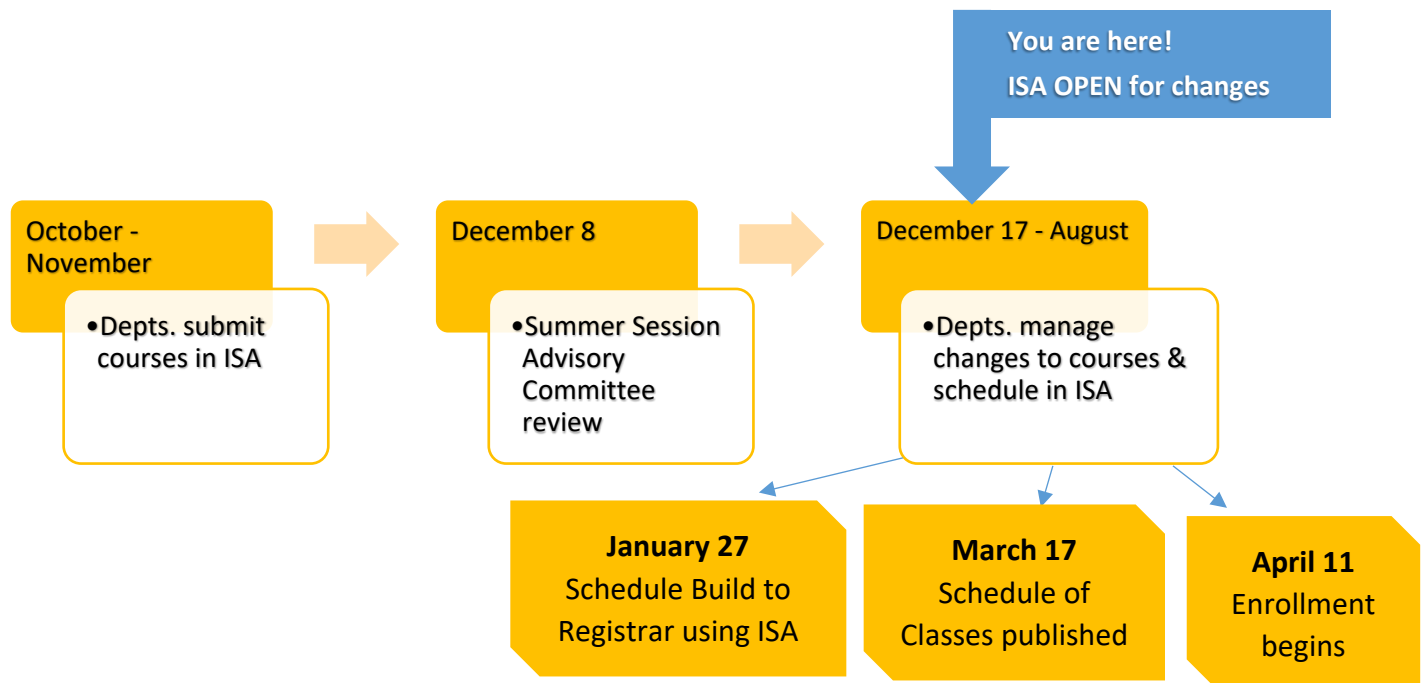 You are here!
ISA OPEN for changes
October -
November
•Depts. submit
courses in ISA
December 8
•Summer Session
Advisory
Committee
review
December 17 - August
•Depts. manage
changes to courses &
schedule in ISA
January 27
Schedule Build to
Registrar using ISA
March 17
Schedule of
Classes published
April 11
Enrollment
begins